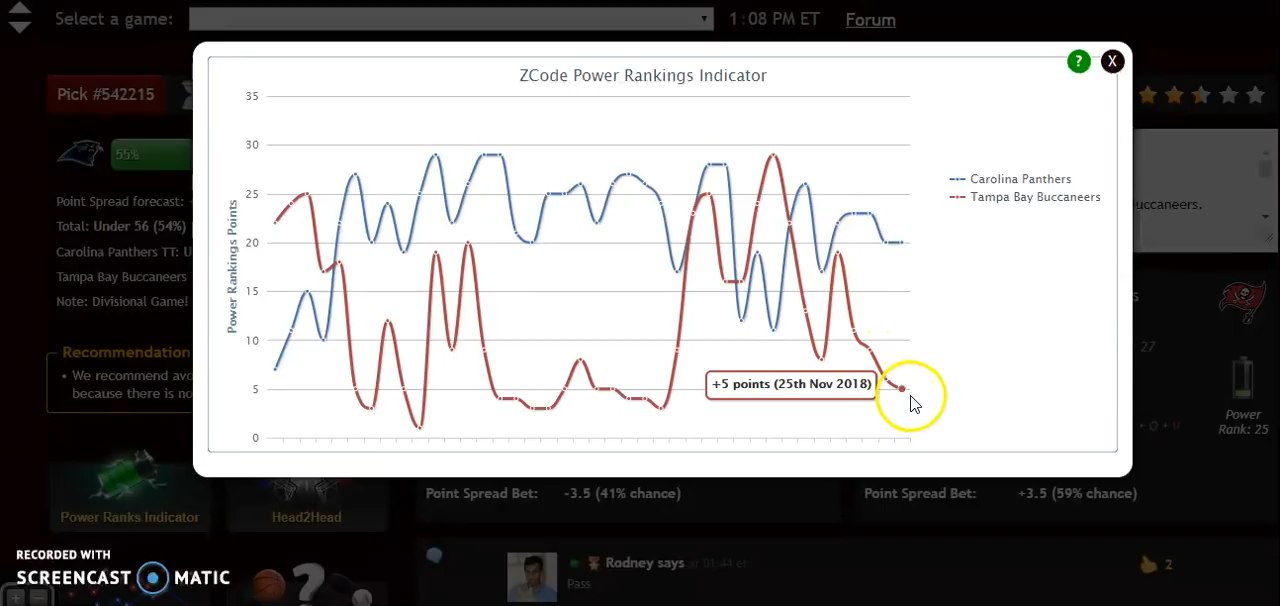 Select a game:
1:08 PM ET
Forum
Pick #542215
55%
Point Spread forecast:
Total: Under 56 (54%)
Carolina Panthers TT: U
Tampa Bay Buccaneers
Note: Divisional Game!
Recommendation
We recommend avo
because there is no
Power Ranks Indicator
Head2Head
ZCode Power Rankings Indicator
?
X
Power Rankings Points
35
30
25
20
15
10
5
0
Carolina Panthers
Tampa Bay Buccaneers
+5 points (25th Nov 2018)
uccaneers.
s
27
Power
Rank: 25
Point Spread Bet: -3.5 (41% chance)
Point Spread Bet: +3.5 (59% chance)
Rodney says at 01:44 et
Pass
2
?
RECORDED WITH
SCREENCAST MATIC